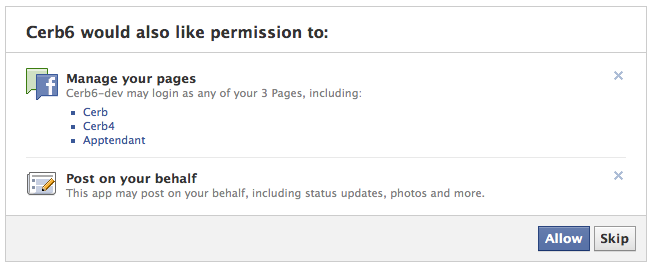 Cerb6 would also like permission to:
Manage your pages
Cerb6-dev may login as any of your 3 Pages, including:
Cerb
Cerb4
Apptendant
Post on your behalf
This app may post on your behalf, including status updates, photos and more.
Allow Skip